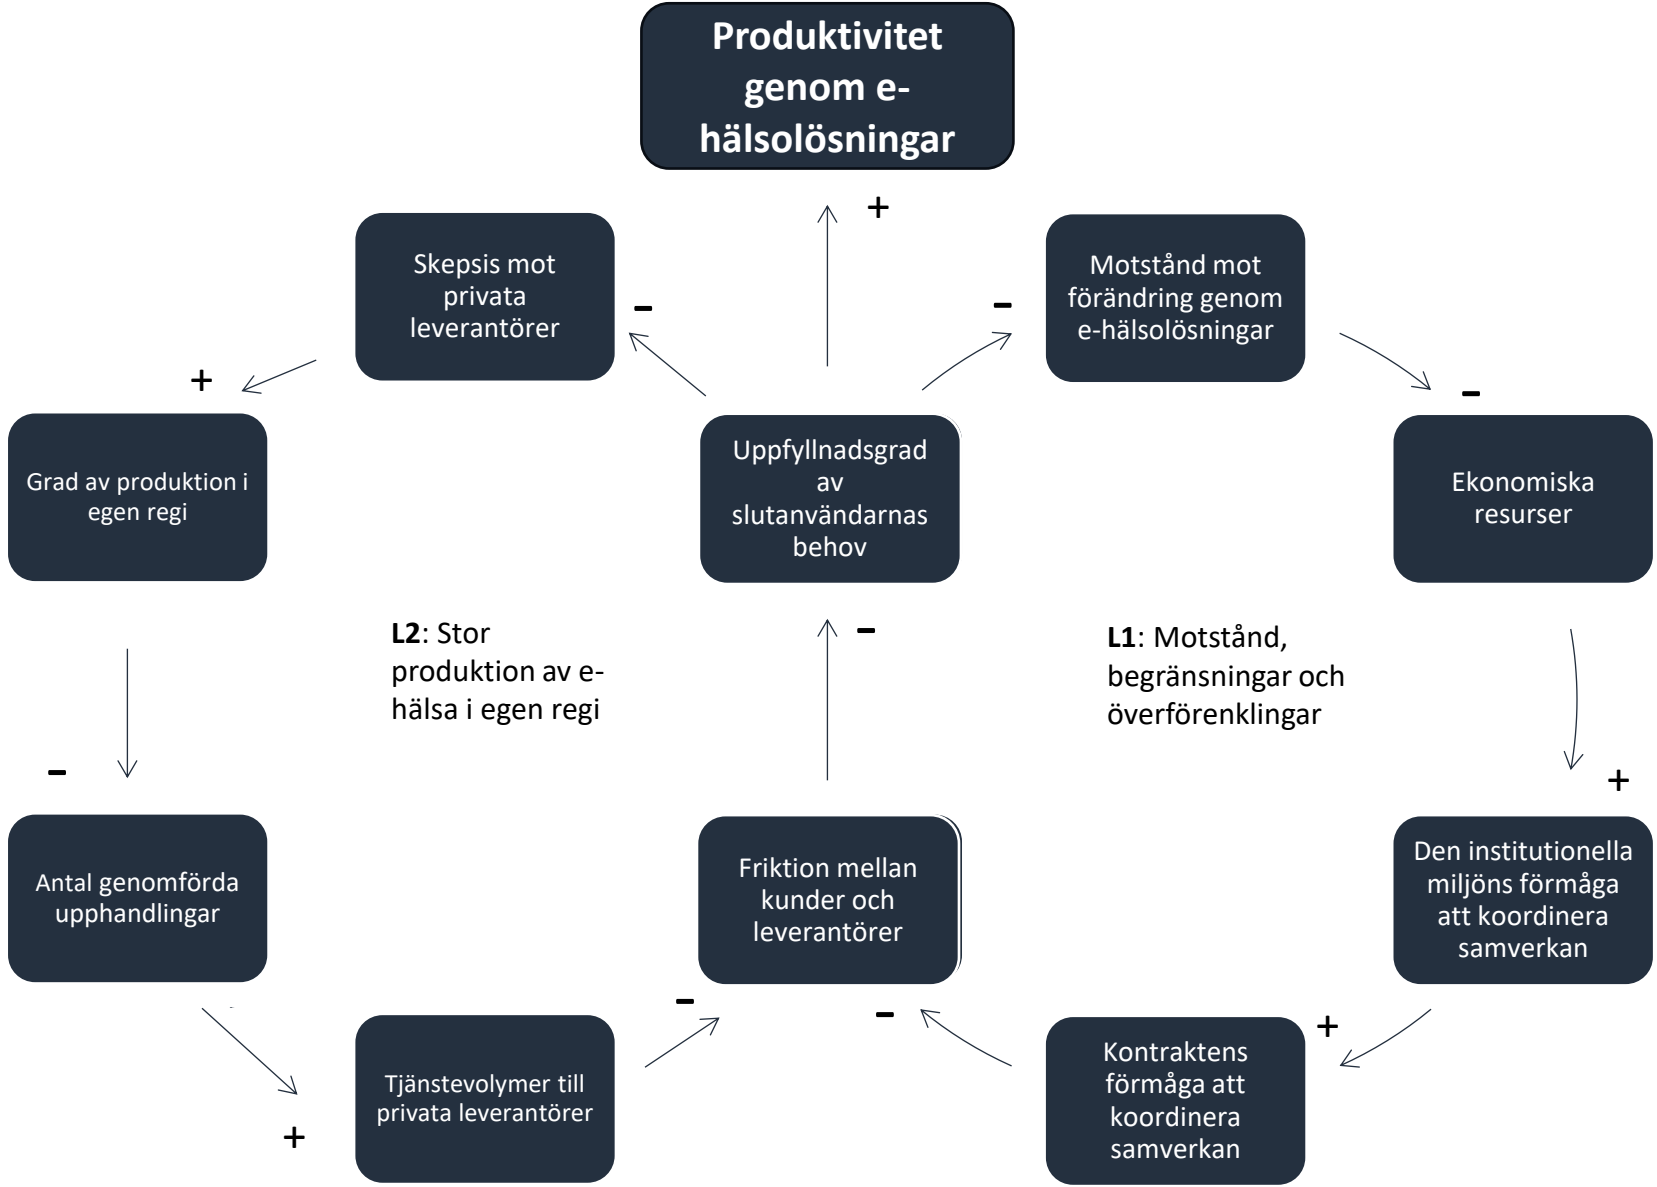 Produktivitet
genom e-
hälsolösningar
+
Skepsis mot
privata
leverantörer
-
-
Motstånd mot
förändring genom
e-hälsolösningar
+
-
Grad av produktion i
egen regi
Uppfyllnadsgrad
av
slutanvändarnas
behov
Ekonomiska
resurser
L2: Stor
produktion av e-
hälsa i egen regi
-
L1: Motstånd,
begränsningar och
överförenklingar
-
+
Antal genomförda
upphandlingar
Friktion mellan
kunder och
leverantörer
Den institutionella
miljöns förmåga
att koordinera
samverkan
-
-
+
Tjänstevolymer till
privata leverantörer
+
Kontraktens
förmåga att
koordinera
samverkan